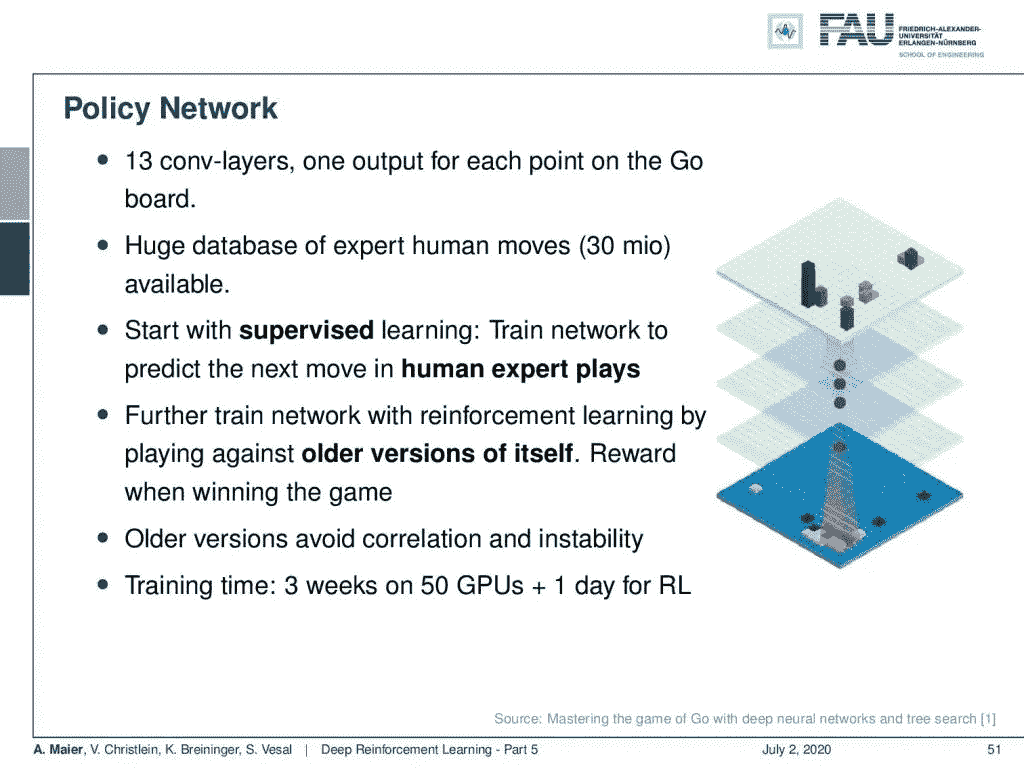 FAU
FRIEDRICH-ALEXANDER-
UNIVERSITÄT
ERLANGEN-NÜRNBERG
SCHOOL OF ENGINEERING
Policy Network
• 13 conv-layers, one output for each point on the Go
board.
• Huge database of expert human moves (30 mio)
available.
• Start with supervised learning: Train network to
predict the next move in human expert plays
• Further train network with reinforcement learning by
playing against older versions of itself. Reward
when winning the game
• Older versions avoid correlation and instability
• Training time: 3 weeks on 50 GPUs + 1 day for RL
Source: Mastering the game of Go with deep neural networks and tree search [1]
A. Maier, V. Christlein, K. Breininger, S. Vesal | Deep Reinforcement Learning - Part 5 July 2, 2020 51